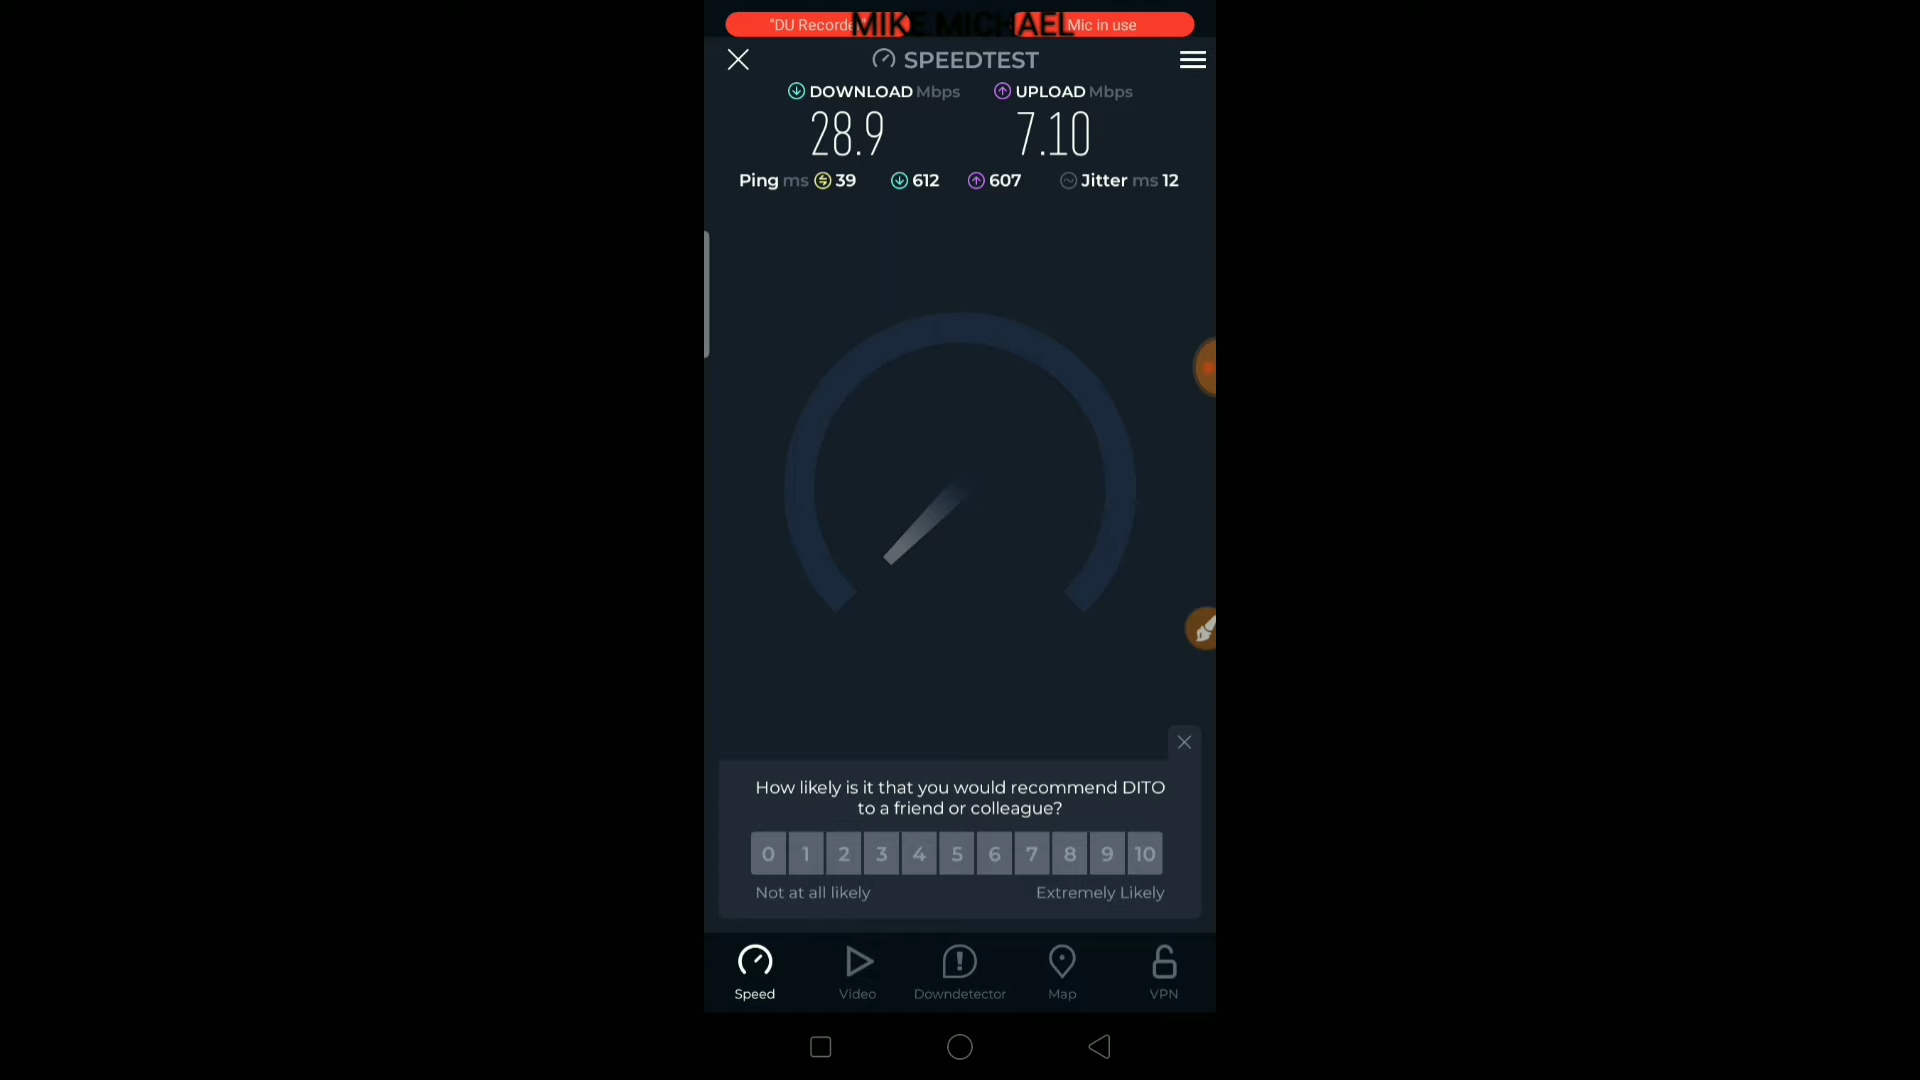 "DU Recorder"
MIKE MICHAEL
Mic in use
SPEEDTEST
DOWNLOAD Mbps
UPLOAD Mbps
28.9
7.10
Ping ms 39 612 607 Jitter ms 12
How likely is it that you would recommend DITO
to a friend or colleague?
0 1 2 3 4 5 6 7 8 9 10
Not at all likely
Extremely Likely
Speed
Video
Downdetector
Map
VPN